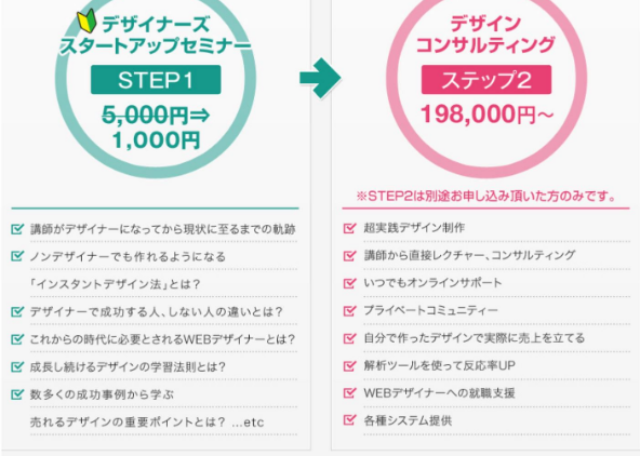 デザイナーズ
スタートアップセミナー
STEP1
5,000円⇒
1,000円
講師がデザイナーになってから現状に至るまでの軌跡
ノンデザイナーでも作れるようになる
「インスタントデザイン法」とは？
デザイナーで成功する人、しない人の違いとは？
これからの時代に必要とされるWEBデザイナーとは？
成長し続けるデザインの学習法則とは？
数多くの成功事例から学ぶ
売れるデザインの重要ポイントとは？ …etc
デザイン
コンサルティング
ステップ2
198,000円～
※STEP2は別途お申し込み頂いた方のみです。
超実践デザイン制作
講師から直接レクチャー、コンサルティング
いつでもオンラインサポート
プライベートコミュニティー
自分で作ったデザインで実際に売上を立てる
解析ツールを使って反応率UP
WEBデザイナーへの就職支援
各種システム提供